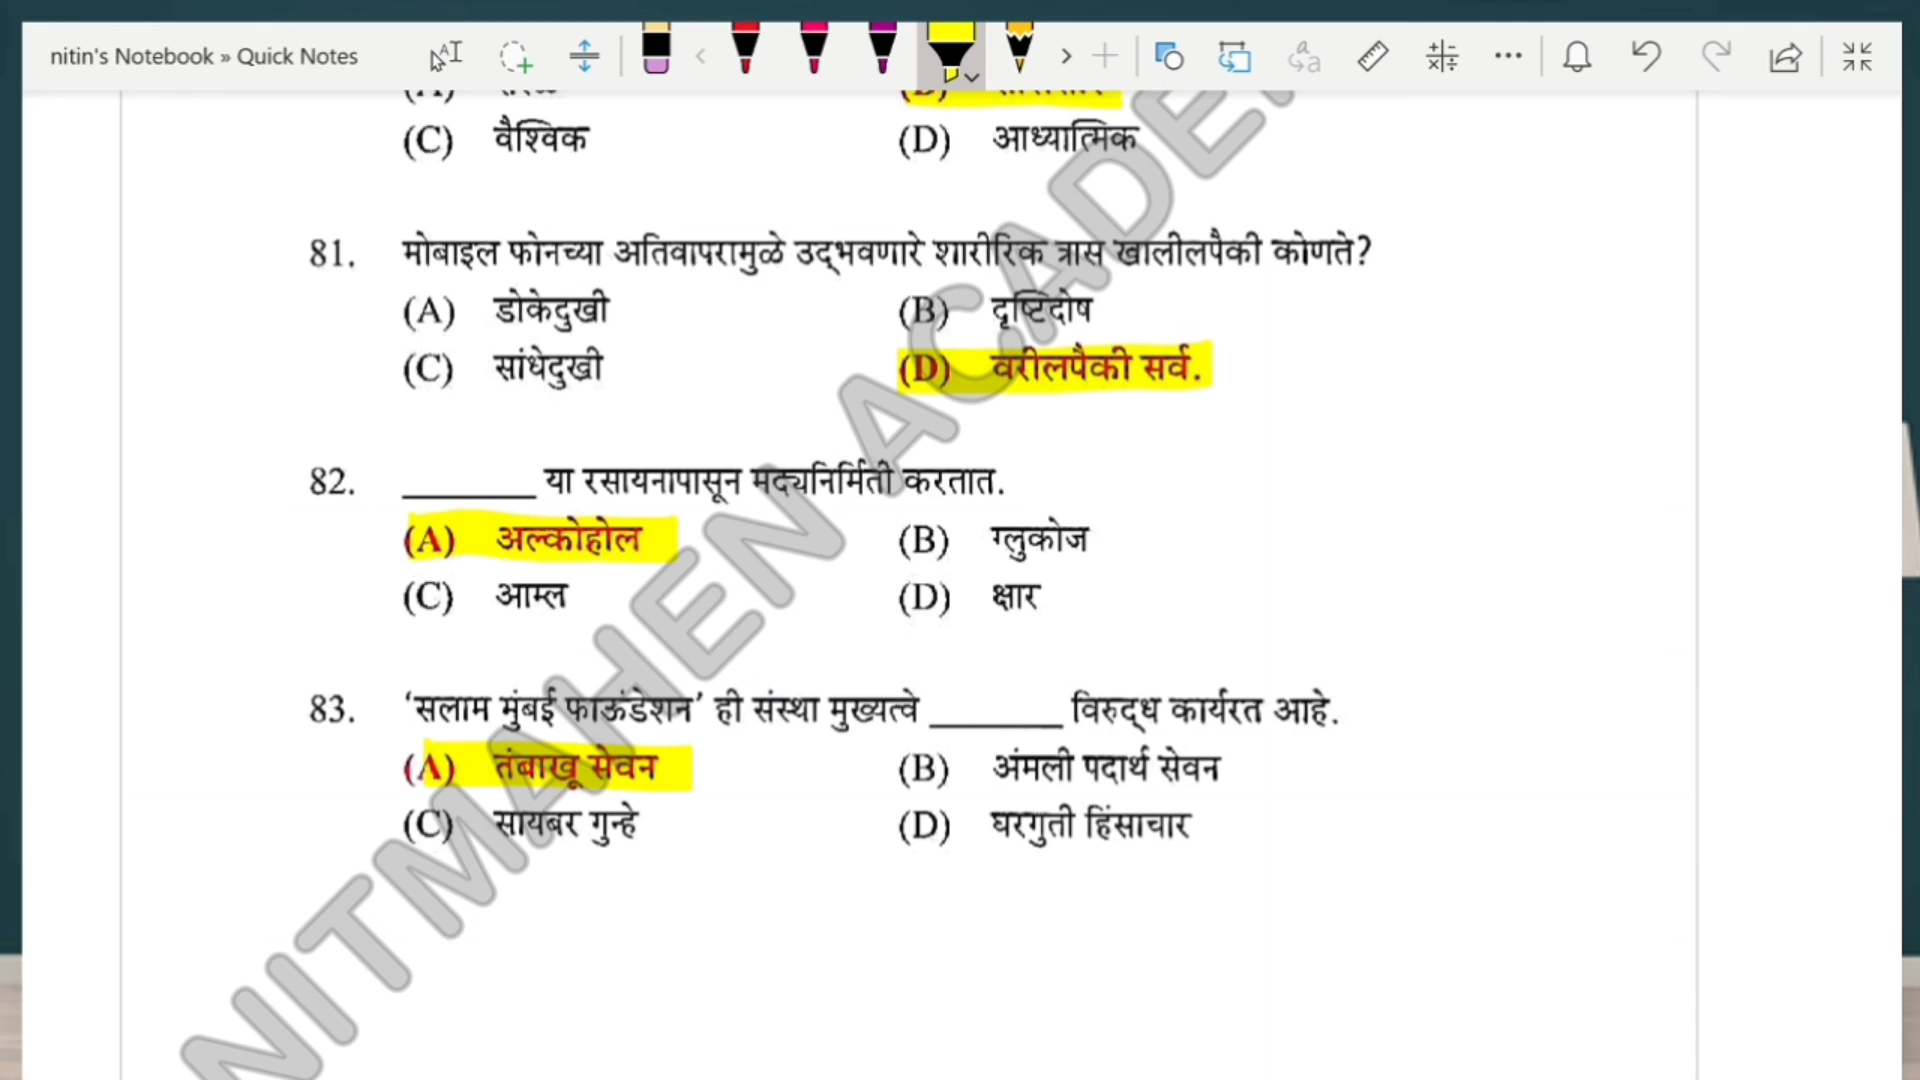 nitin's Notebook » Quick Notes
(C) वैश्विक (D) आध्यात्मिक
81. मोबाइल फोनच्या अतिवापरामुळे उद्‌भवणारे शारीरिक त्रास खालीलपैकी कोणते?
(A) डोकेदुखी (B) दृष्टिदोष
(C) सांधेदुखी (D) वरीलपैकी सर्व.
82. ________ या रसायनापासून मद्यनिर्मिती करतात.
(A) अल्कोहोल (B) ग्लुकोज
(C) आम्ल (D) क्षार
83. ‘सलाम मुंबई फाऊंडेशन’ ही संस्था मुख्यत्वे ________ विरुद्ध कार्यरत आहे.
(A) तंबाखू सेवन (B) अंमली पदार्थ सेवन
(C) सायबर गुन्हे (D) घरगुती हिंसाचार
NITMAHEN ACADE